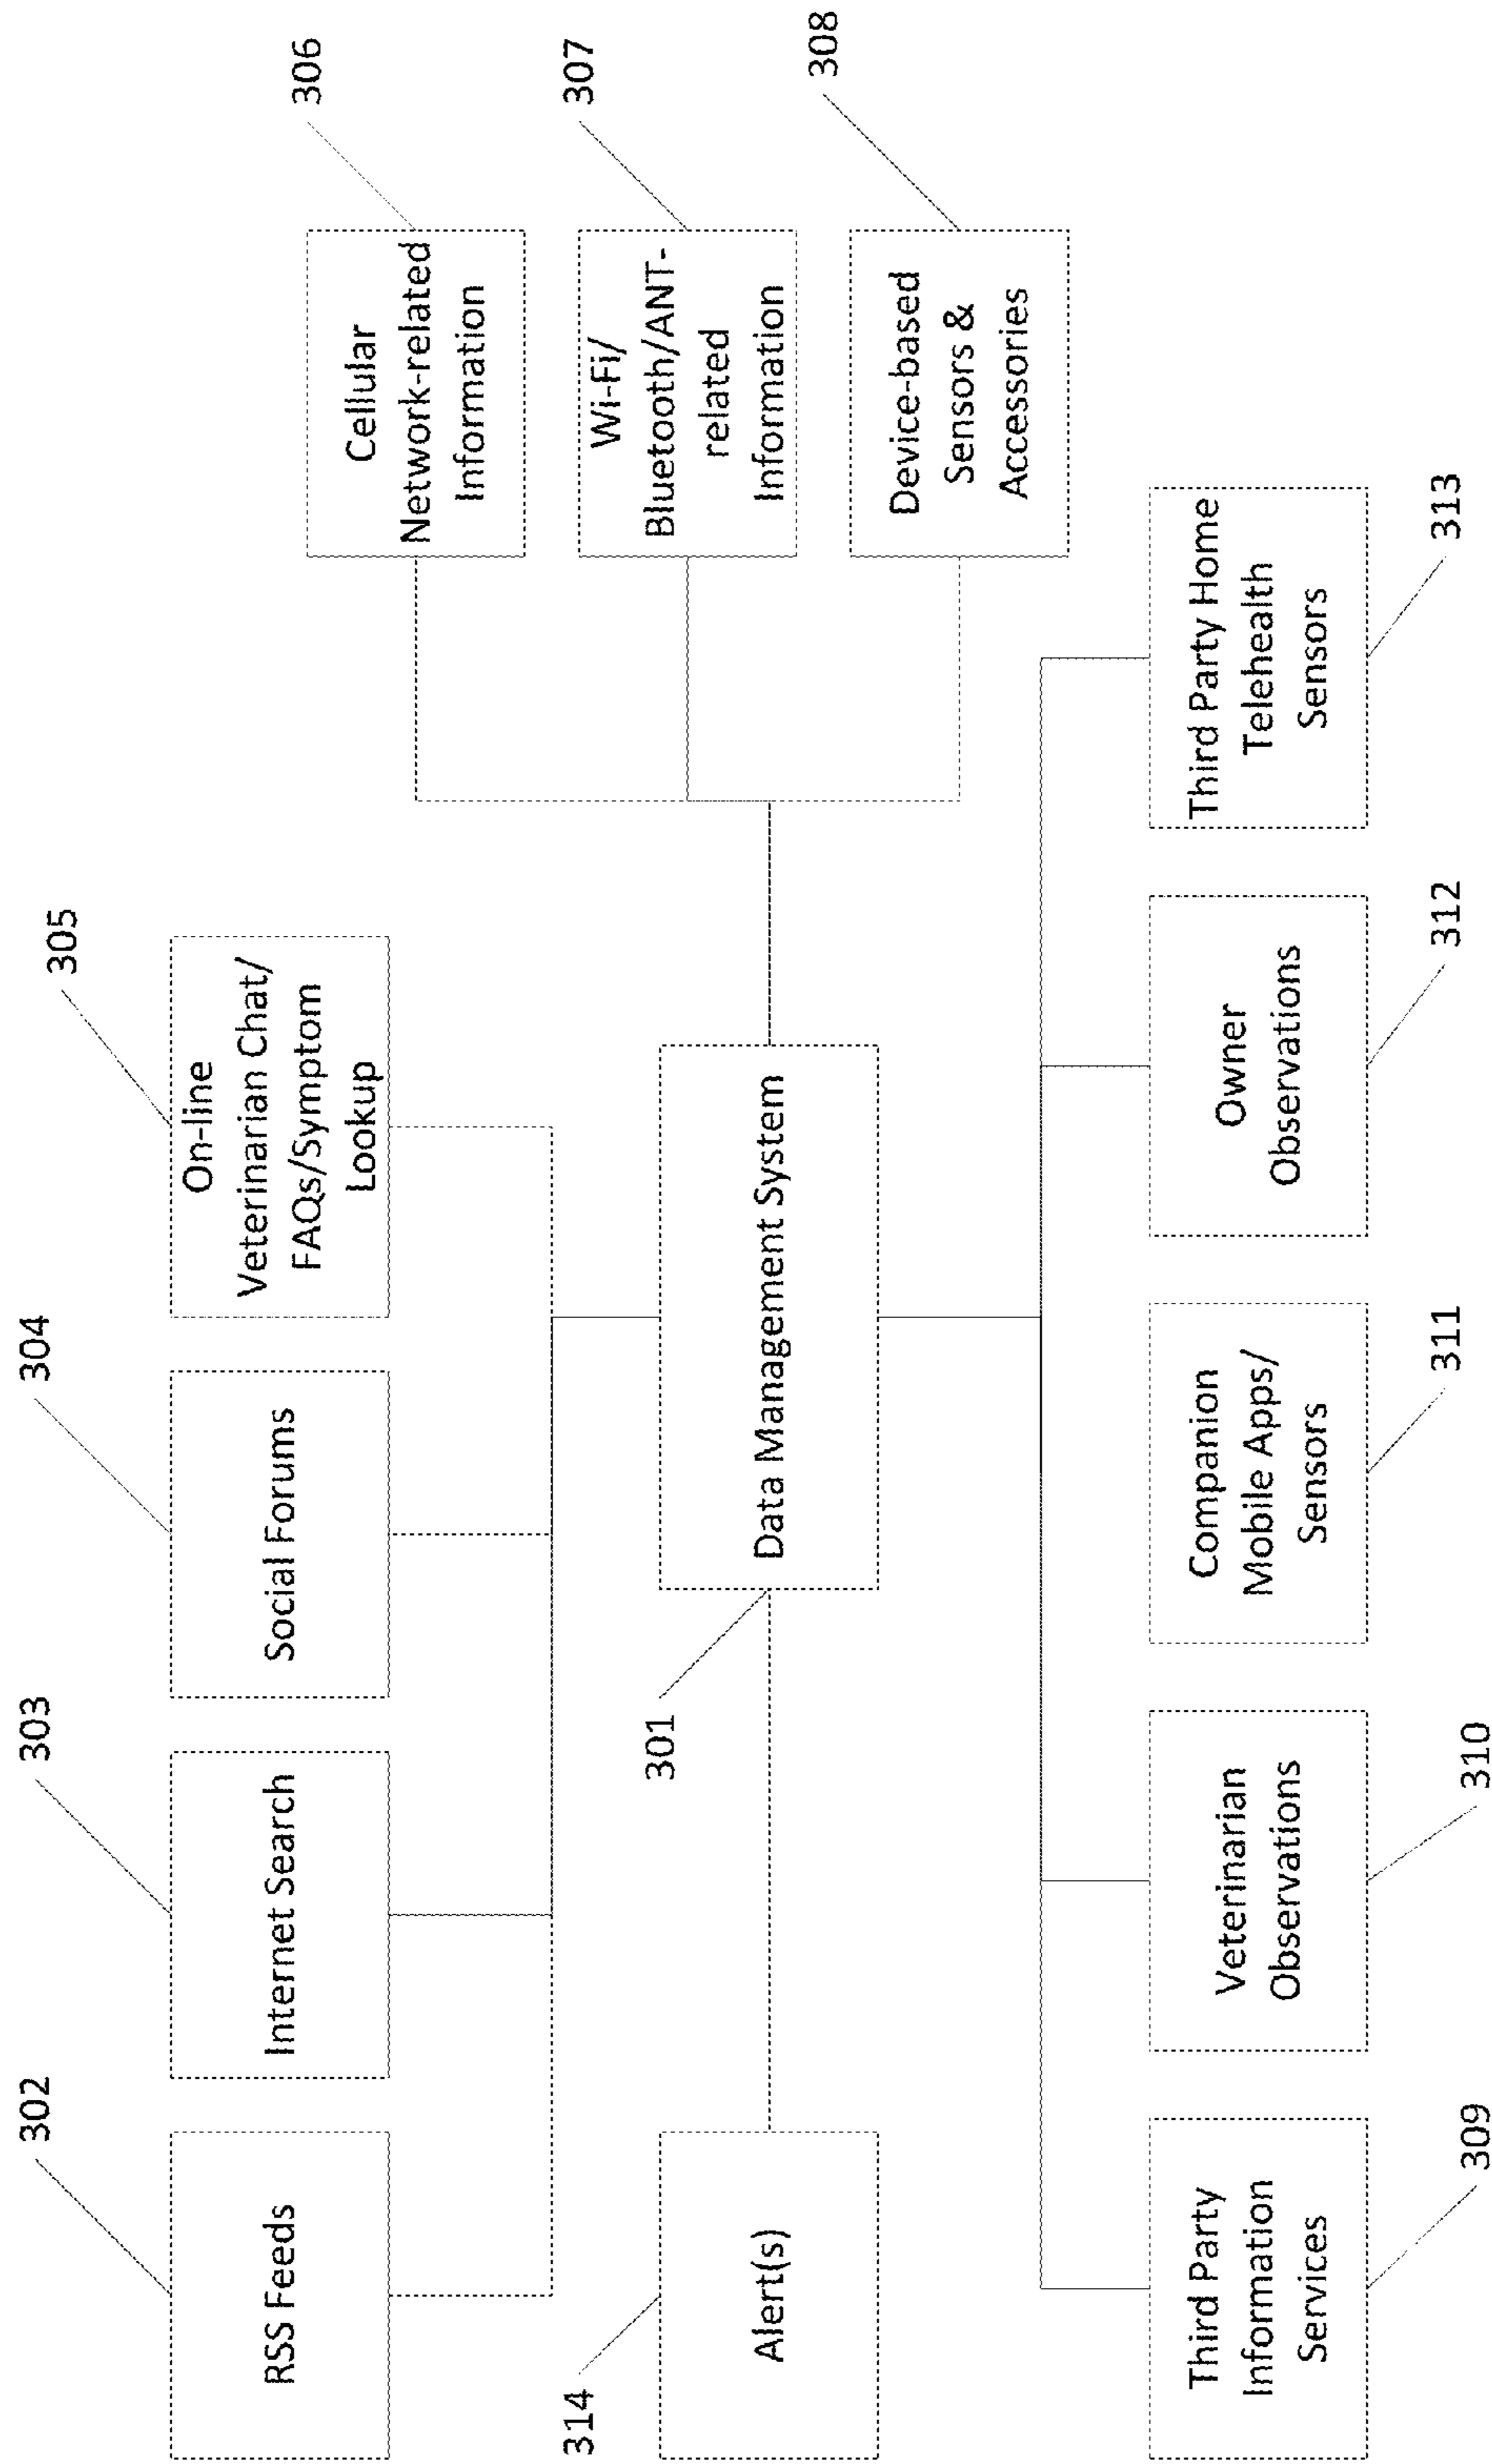 302
303
304
305
RSS Feeds
Internet Search
Social Forums
On-line
Veterinarian Chat/
FAQs/Symptom
Lookup
306
Cellular
Network-related
Information
307
Wi-Fi/
Bluetooth/ANT-
related
Information
308
Device-based
Sensors &
Accessories
314
Alert(s)
301
Data Management System
Third Party
Information
Services
Veterinarian
Observations
Companion
Mobile Apps/
Sensors
Owner
Observations
Third Party Home
Telehealth
Sensors
309
310
311
312
313